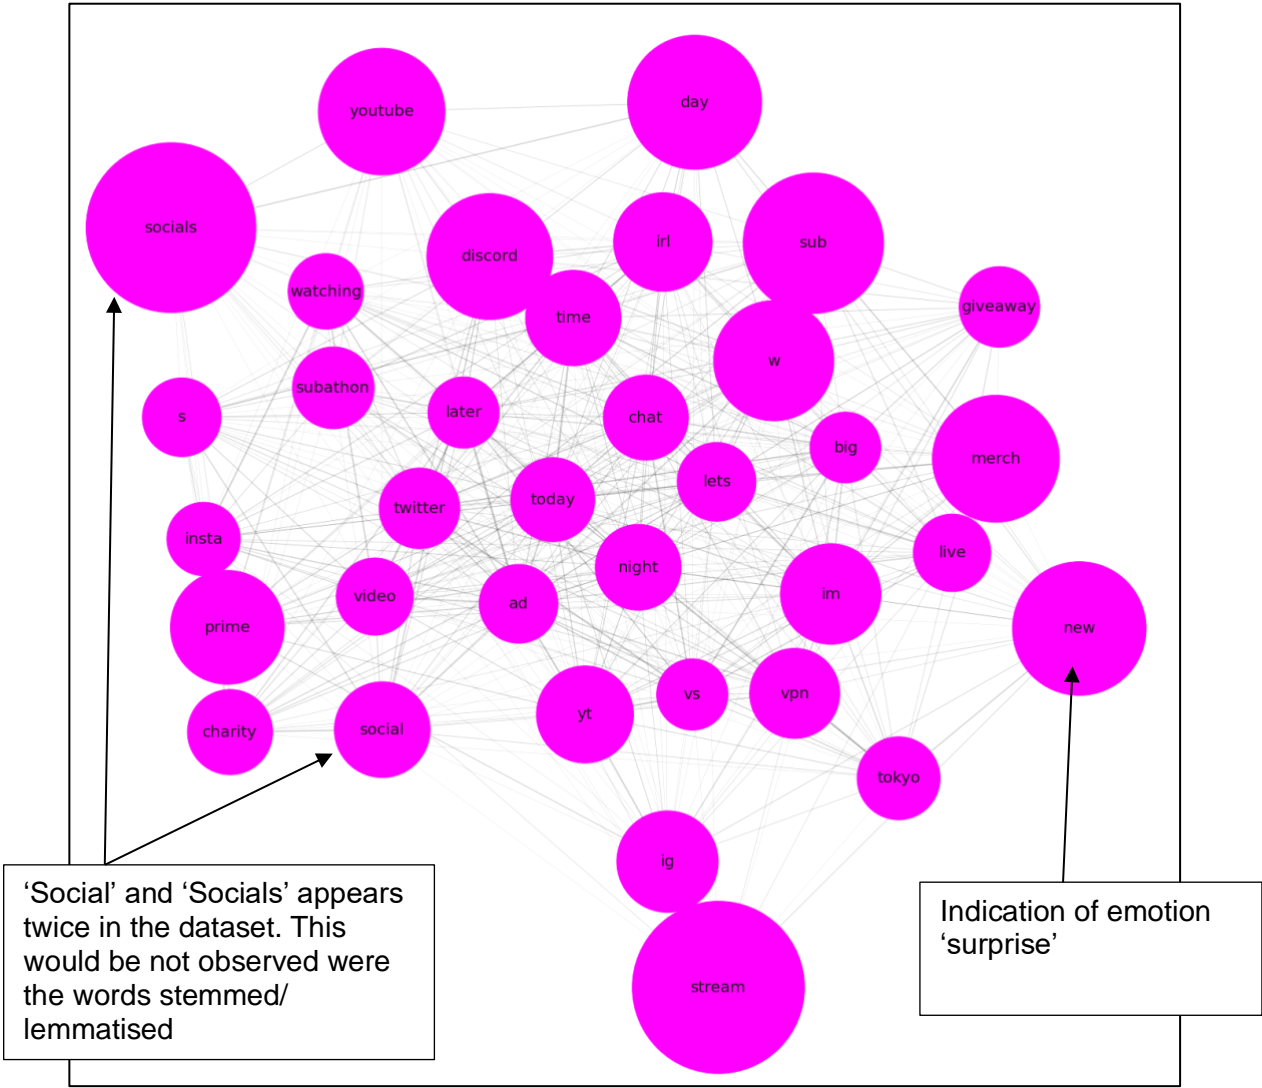 youtube
day
socials
discord
irl
sub
watching
time
giveaway
w
subathon
s
later
chat
big
merch
lets
twitter
today
insta
live
night
video
ad
im
prime
new
charity
social
yt
vs
vpn
tokyo
ig
stream
‘Social’ and ‘Socials’ appears
twice in the dataset. This
would be not observed were
the words stemmed/
lemmatised
Indication of emotion
‘surprise’